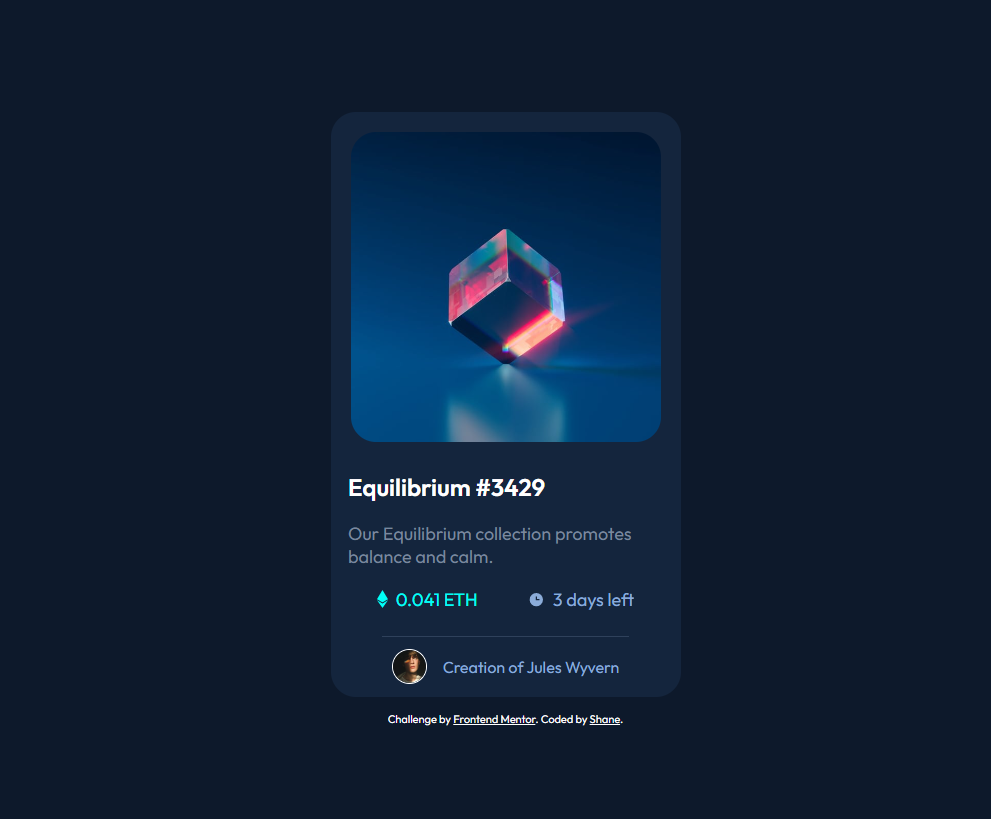 Equilibrium #3429
Our Equilibrium collection promotes
balance and calm.
0.041 ETH
3 days left
Creation of Jules Wyvern
Challenge by Frontend Mentor. Coded by Shane.